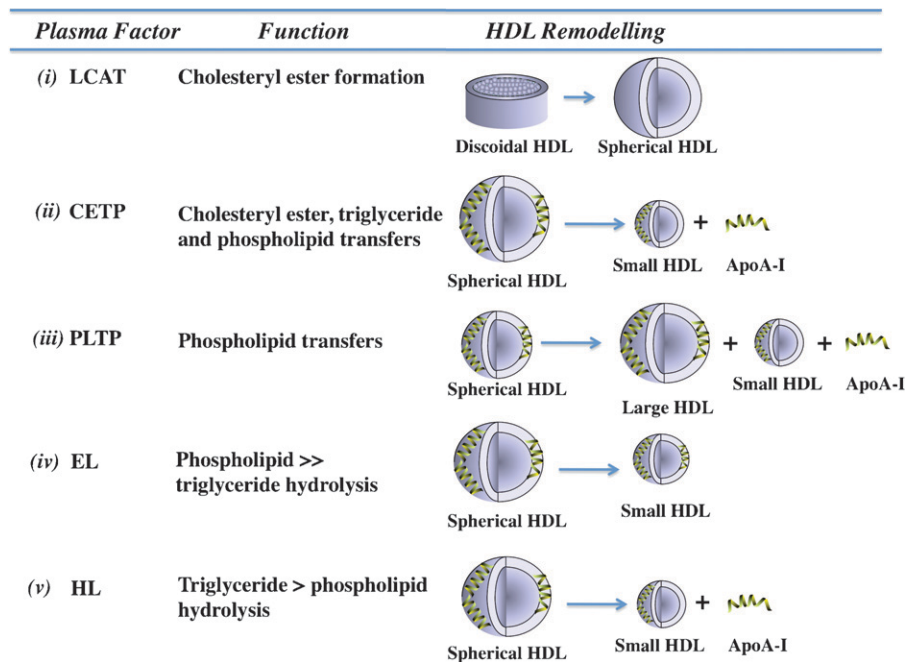 Plasma Factor Function HDL Remodelling
(i) LCAT Cholesteryl ester formation
Discoidal HDL Spherical HDL
(ii) CETP Cholesteryl ester, triglyceride
and phospholipid transfers
+
Spherical HDL Small HDL ApoA-I
(iii) PLTP Phospholipid transfers
+ +
Spherical HDL Large HDL Small HDL ApoA-I
(iv) EL Phospholipid >>
triglyceride hydrolysis
Spherical HDL Small HDL
(v) HL Triglyceride > phospholipid
hydrolysis
+
Spherical HDL Small HDL ApoA-I